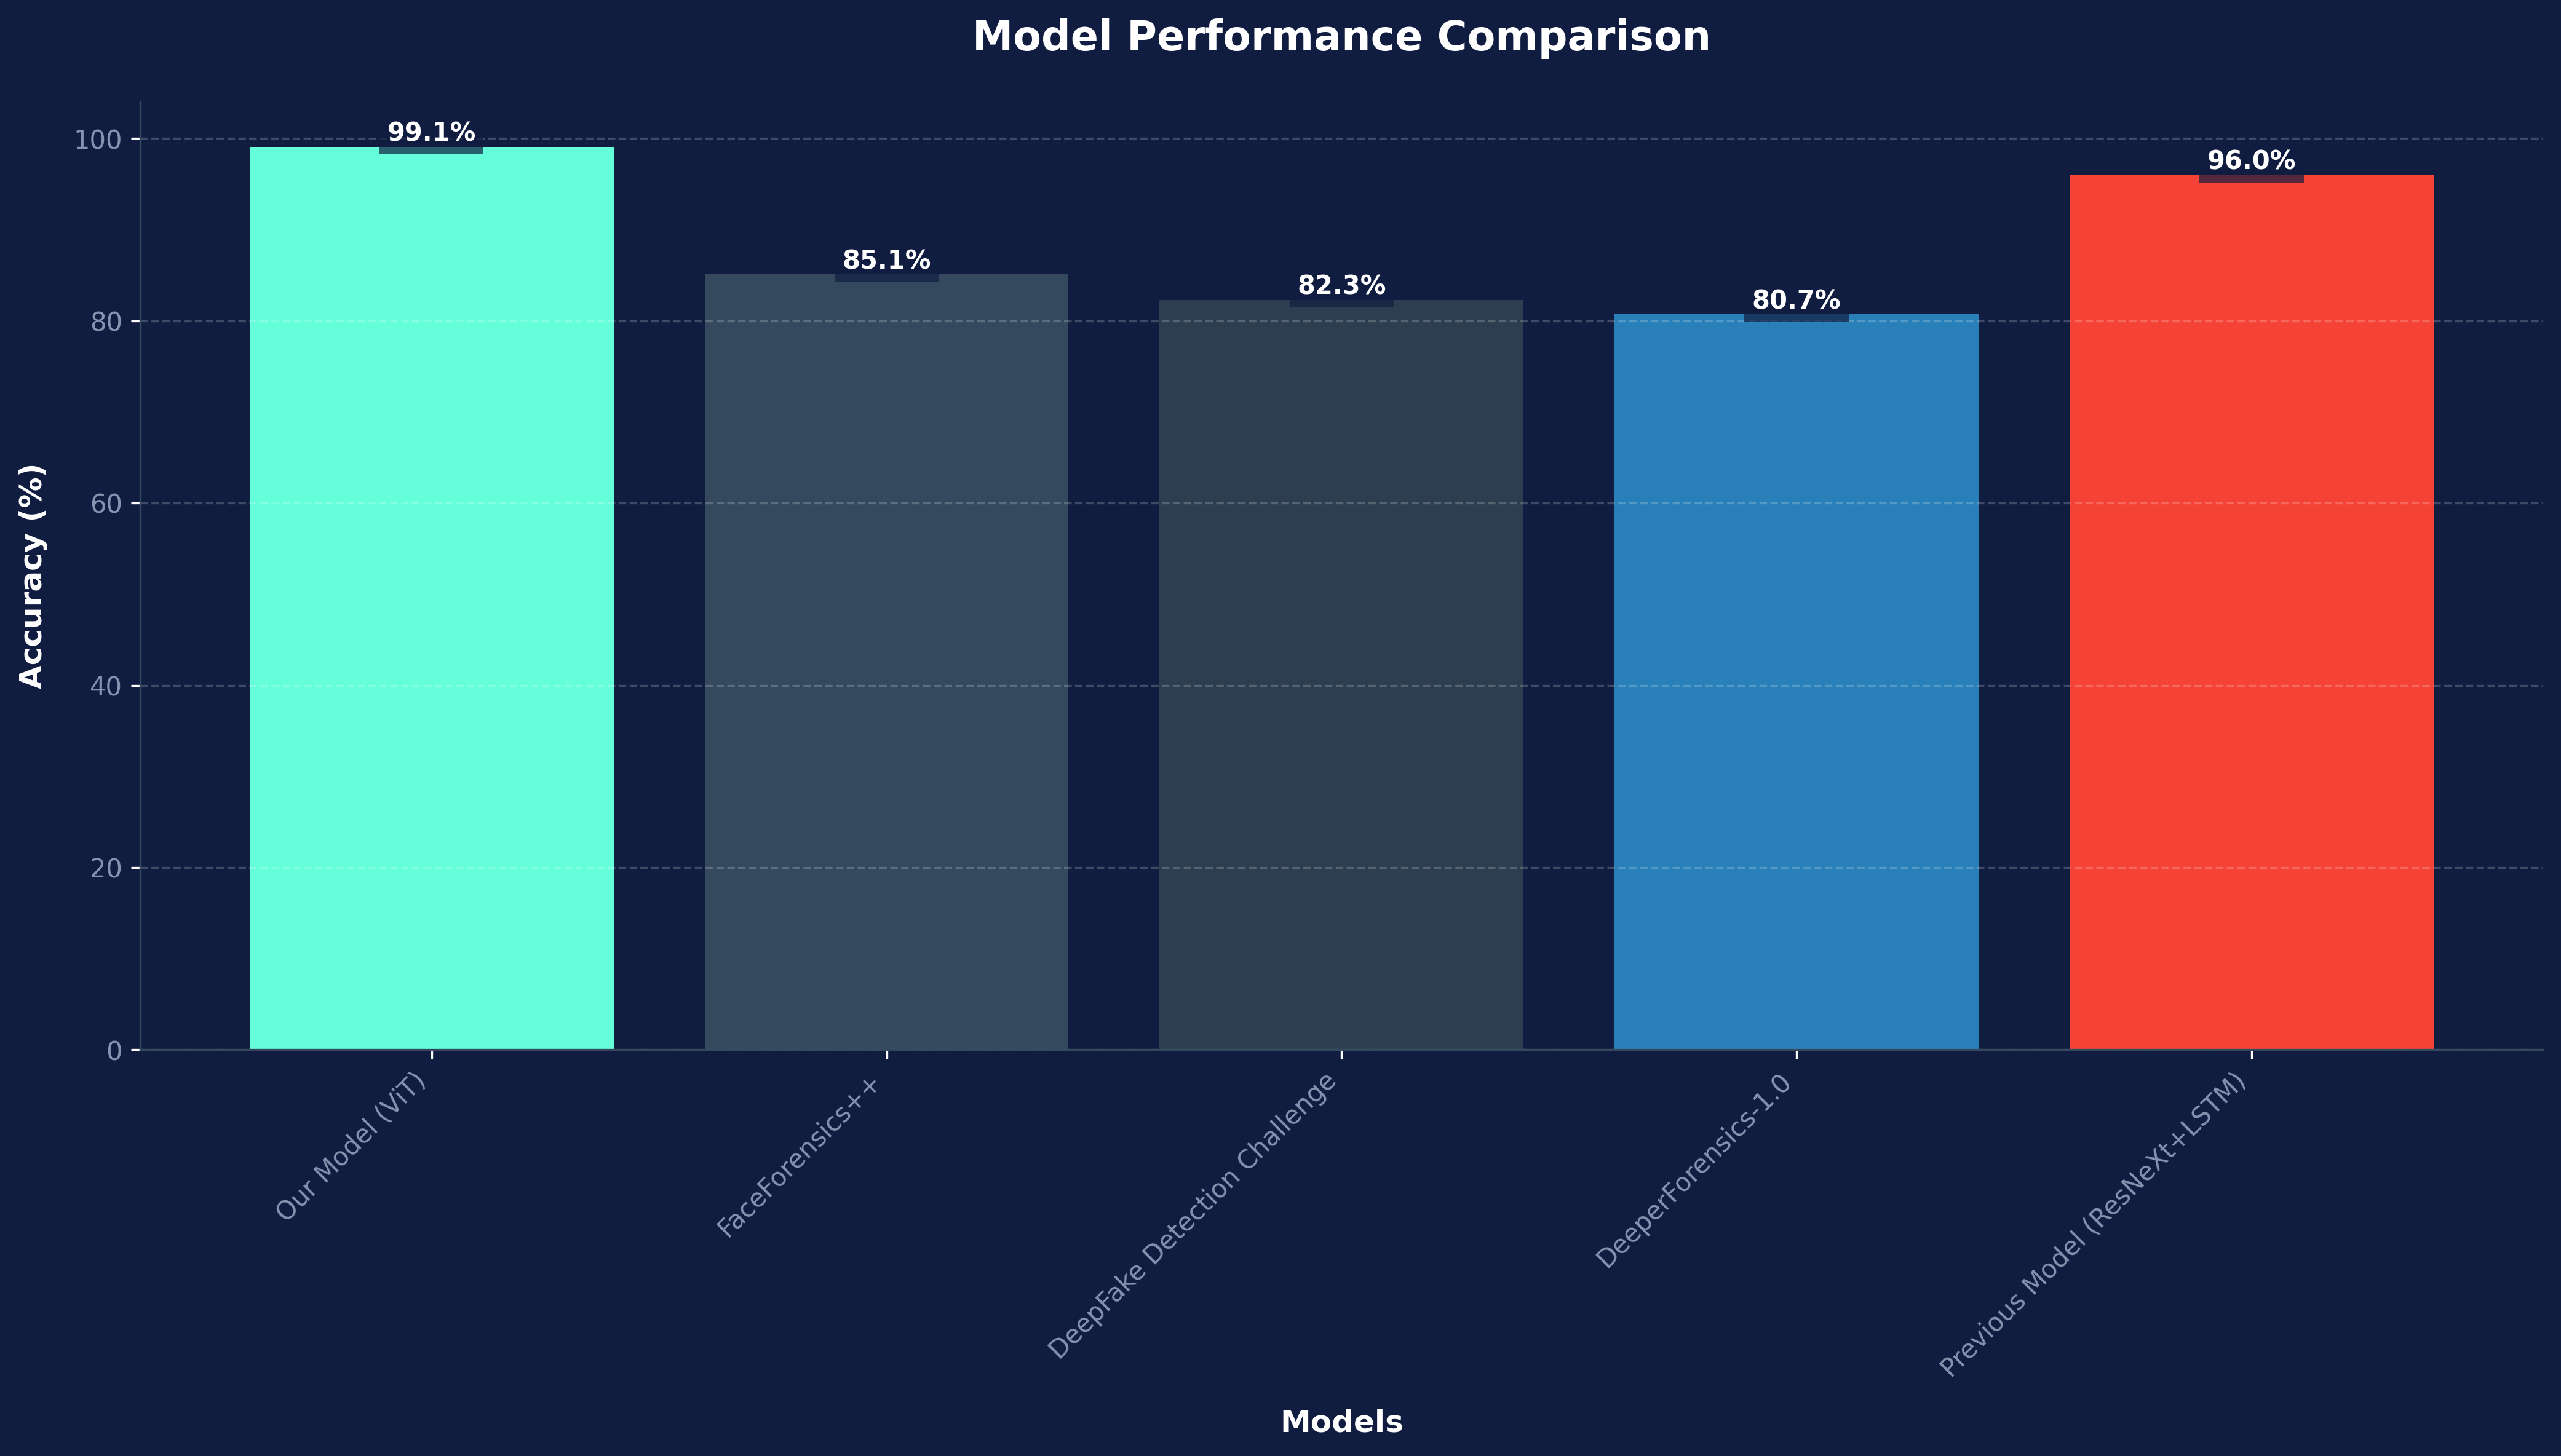 Model Performance Comparison
Accuracy (%)
100
80
60
40
20
0
99.1%
85.1%
82.3%
80.7%
96.0%
Our Model (ViT)
FaceForensics++
DeepFake Detection Challenge
DeeperForensics-1.0
Previous Model (ResNeXt+LSTM)
Models